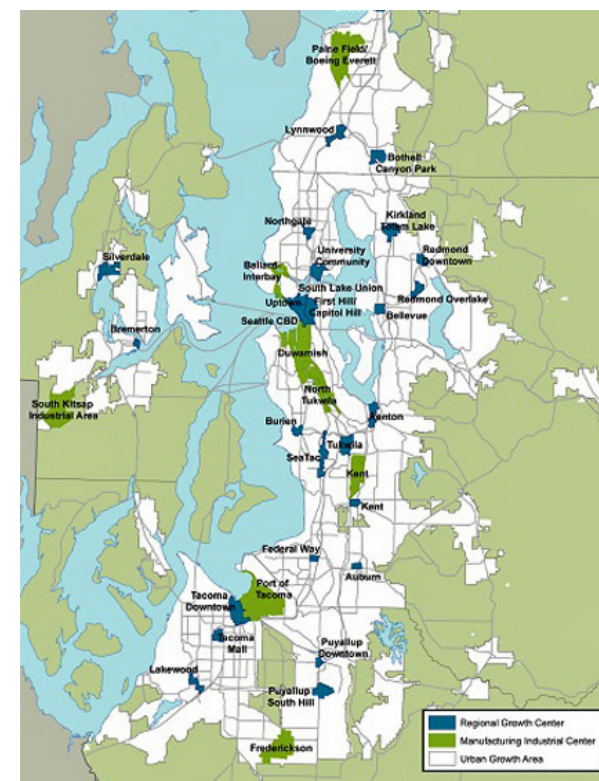 Paine Field/
Boeing Everett
Lynnwood
Bothell
Canyon Park
Northgate
Kirkland
Totem Lake
University
Community
Redmond
Downtown
Silverdale
Ballard-
Interbay
South Lake Union
Redmond Overlake
Uptown
First Hill/
Capitol Hill
Bellevue
Seattle CBD
Bremerton
Duwamish
North
Tukwila
South Kitsap
Industrial Area
Burien
Renton
Tukwila
SeaTac
Kent
Kent
Federal Way
Auburn
Port of
Tacoma
Tacoma
Downtown
Tacoma
Mall
Puyallup
Downtown
Lakewood
Puyallup
South Hill
Frederickson
Regional Growth Center
Manufacturing Industrial Center
Urban Growth Area